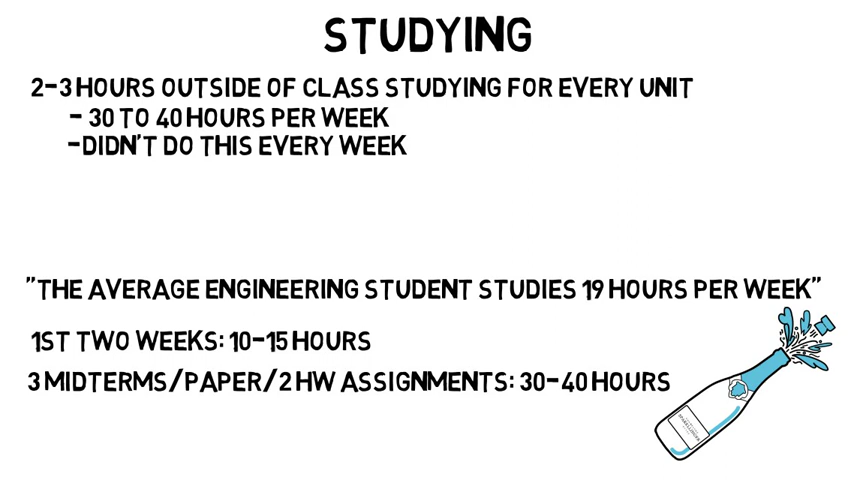 STUDYING
2-3 HOURS OUTSIDE OF CLASS STUDYING FOR EVERY UNIT
- 30 TO 40 HOURS PER WEEK
-DIDN'T DO THIS EVERY WEEK
"THE AVERAGE ENGINEERING STUDENT STUDIES 19 HOURS PER WEEK"
1ST TWO WEEKS: 10-15 HOURS
3 MIDTERMS/PAPER/2 HW ASSIGNMENTS: 30-40 HOURS